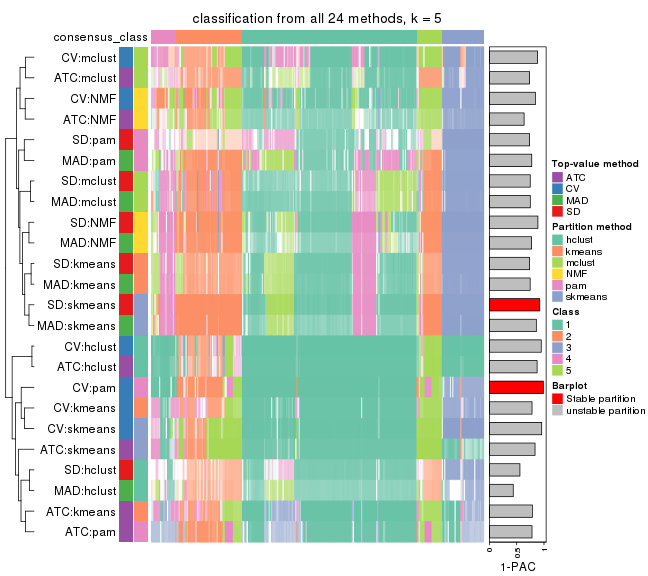 classification from all 24 methods, k = 5
consensus_class
CV:mclust
ATC:mclust
CV:NMF
ATC:NMF
SD:pam
MAD:pam
SD:mclust
MAD:mclust
SD:NMF
MAD:NMF
SD:kmeans
MAD:kmeans
SD:skmeans
MAD:skmeans
CV:hclust
ATC:hclust
CV:pam
CV:kmeans
CV:skmeans
ATC:skmeans
SD:hclust
MAD:hclust
ATC:kmeans
ATC:pam
0
0.5
1
1-PAC
Top-value method
ATC
CV
MAD
SD
Partition method
hclust
kmeans
mclust
NMF
pam
skmeans
Class
1
2
3
4
5
Barplot
Stable partition
unstable partition